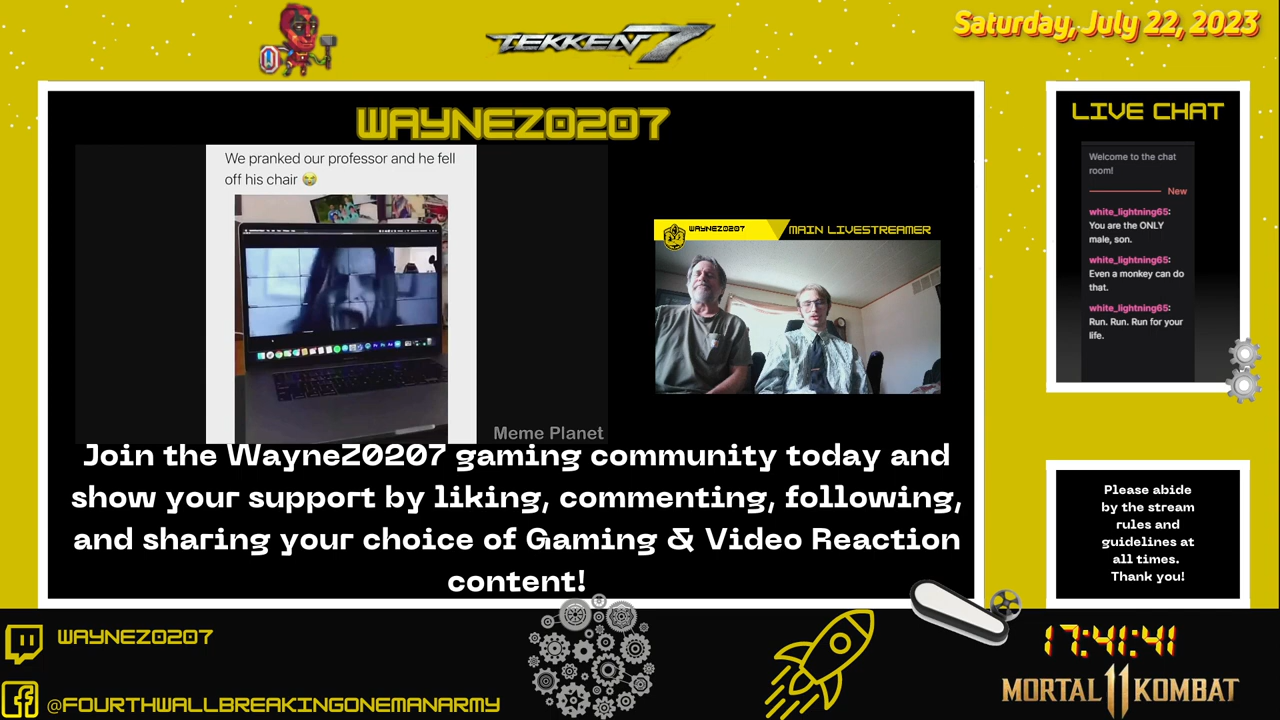 TEKKEN 7
Saturday, July 22, 2023
WAYNEZ0207
We pranked our professor and he fell
off his chair 😭
Meme Planet
WAYNEZ0207
MAIN LIVESTREAMER
Join the WayneZ0207 gaming community today and
show your support by liking, commenting, following,
and sharing your choice of Gaming & Video Reaction
content!
LIVE CHAT
Welcome to the chat
room!
New
white_lightning65:
You are the ONLY
male, son.
white_lightning65:
Even a monkey can do
that.
white_lightning65:
Run. Run. Run for your
life.
Please abide
by the stream
rules and
guidelines at
all times.
Thank you!
WAYNEZ0207
@FOURTHWALLBREAKINGONEMANARMY
17:41:41
MORTAL KOMBAT 11